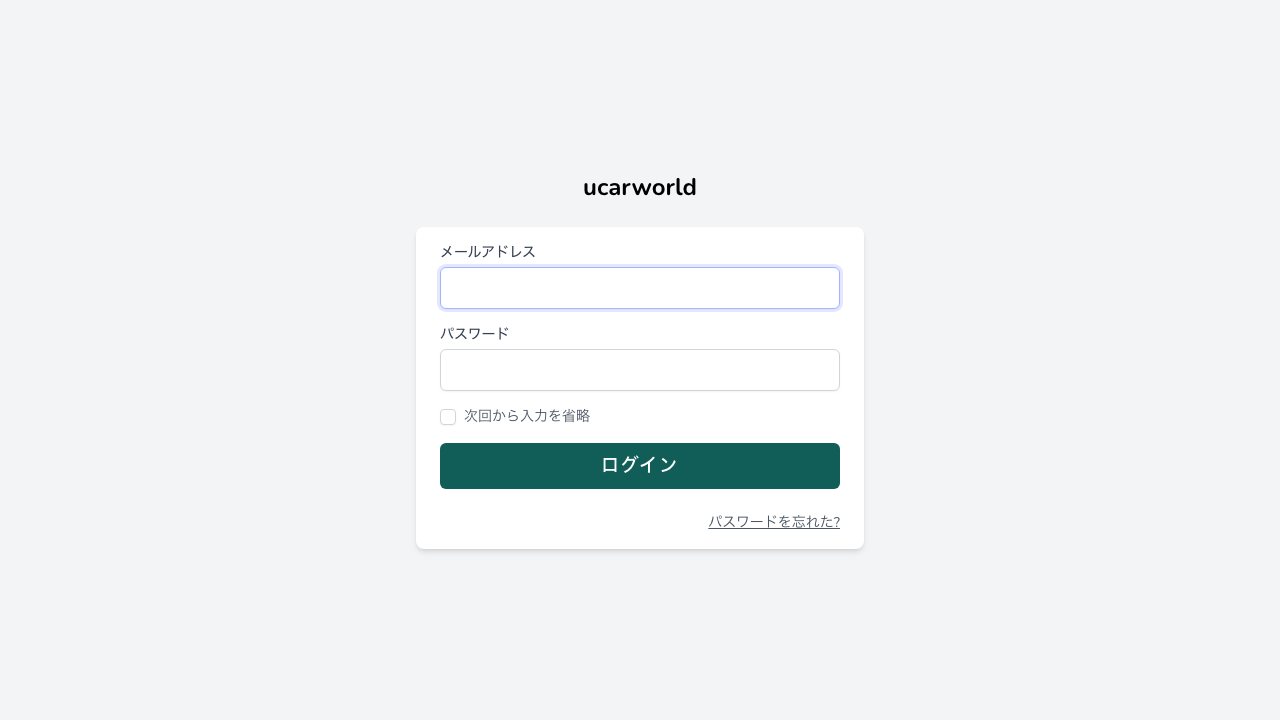 ucarworld
メールアドレス
パスワード
次回から入力を省略
ログイン
パスワードを忘れた?